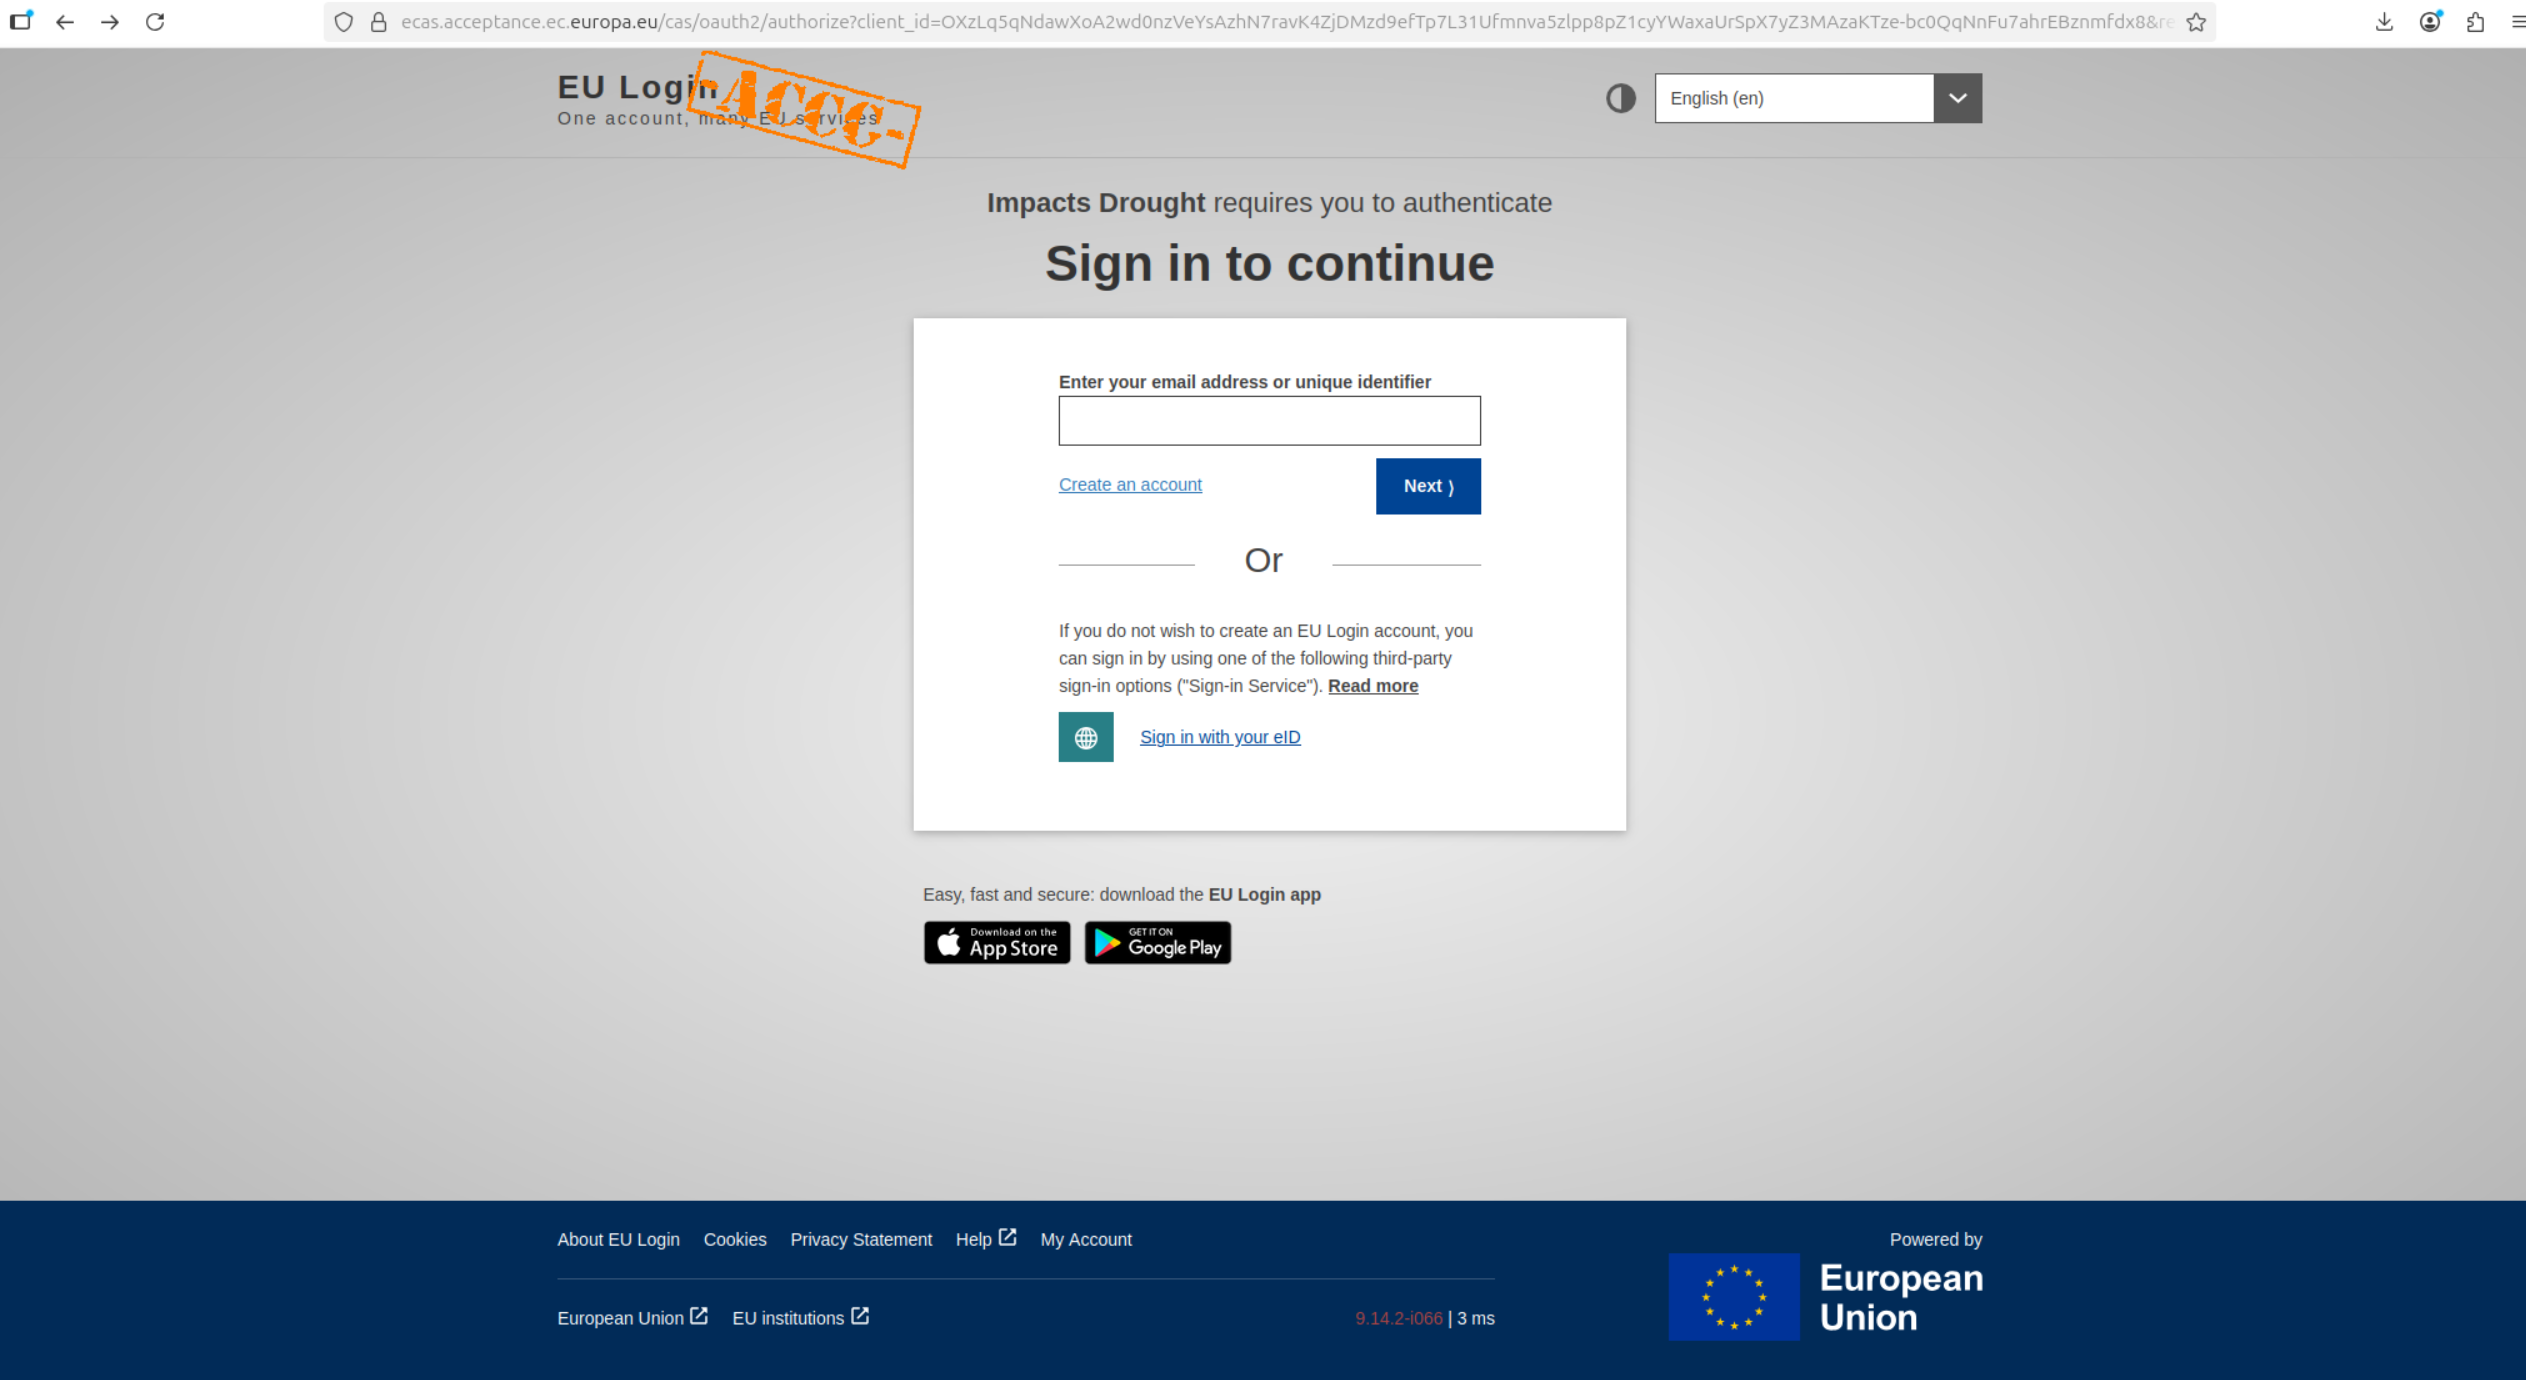 ecas.acceptance.ec.europa.eu/cas/oauth2/authorize?client_id=OXzLq5qNdawXoA2wd0nzVeYsAzhN7ravK4ZjDMzd9efTp7L31Ufmnva5zlpp8pZ1cyYWaxaUrSpX7yZ3MAzaKTze-bc0QqNnFu7ahrEBznmfdx8&re
EU Login
-ACCC-
One account, many EU services
English (en)
Impacts Drought requires you to authenticate
Sign in to continue
Enter your email address or unique identifier
Create an account
Next ⟩
Or
If you do not wish to create an EU Login account, you
can sign in by using one of the following third-party
sign-in options ("Sign-in Service"). Read more
Sign in with your eID
Easy, fast and secure: download the EU Login app
Download on the
App Store
GET IT ON
Google Play
About EU Login Cookies Privacy Statement Help My Account
Powered by
European
Union
European Union EU institutions
9.14.2-i066 | 3 ms